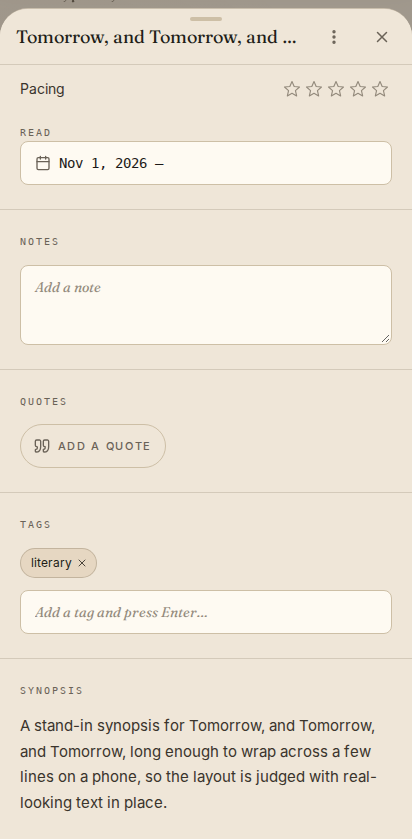 Tomorrow, and Tomorrow, and ...
Pacing
READ
Nov 1, 2026 –
NOTES
Add a note
QUOTES
ADD A QUOTE
TAGS
literary
Add a tag and press Enter...
SYNOPSIS
A stand-in synopsis for Tomorrow, and Tomorrow,
and Tomorrow, long enough to wrap across a few
lines on a phone, so the layout is judged with real-
looking text in place.